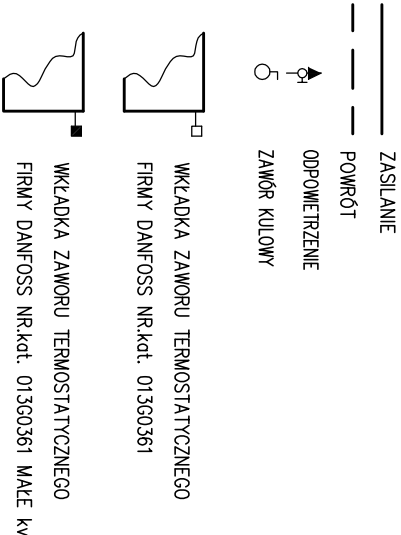 ZASILANIE
POWRÓT
ODPOWIETRZENIE
ZAWÓR KULOWY
WKŁADKA ZAWORU TERMOSTATYCZNEGO
FIRMY DANFOSS NR.kat. 013G0361
WKŁADKA ZAWORU TERMOSTATYCZNEGO
FIRMY DANFOSS NR.kat. 013G0361 MAŁE kv